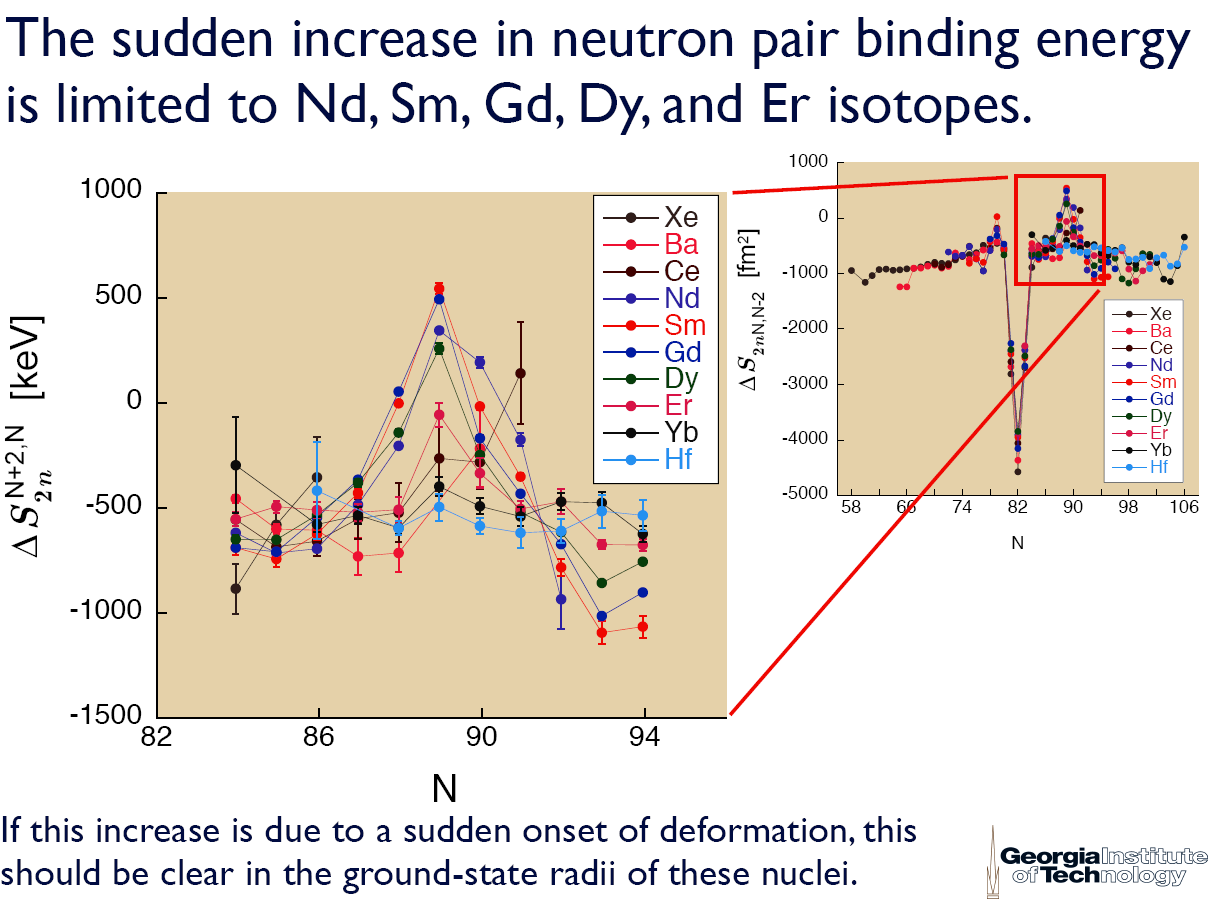 The sudden increase in neutron pair binding energy
is limited to Nd, Sm, Gd, Dy, and Er isotopes.
1000
500
0
-500
-1000
-1500
82
86
90
94
N
Δ S2n N+2,N [keV]
Xe
Ba
Ce
Nd
Sm
Gd
Dy
Er
Yb
Hf
1000
0
-1000
-2000
-3000
-4000
-5000
58
66
74
82
90
98
106
N
Δ S2nN,N-2 [fm²]
Xe
Ba
Ce
Nd
Sm
Gd
Dy
Er
Yb
Hf
If this increase is due to a sudden onset of deformation, this
should be clear in the ground-state radii of these nuclei.
GeorgiaInstitute
of Technology